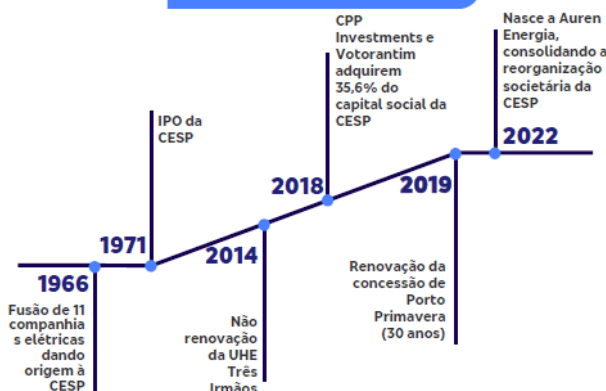 1966
Fusão de 11
companhia
s elétricas
dando
origem à
CESP
1971
IPO da
CESP
2014
Não
renovação
da UHE
Três
Irmãos
2018
CPP
Investments e
Votorantim
adquirem
35,6% do
capital social da
CESP
2019
Renovação da
concessão de
Porto
Primavera
(30 anos)
2022
Nasce a Auren
Energia,
consolidando a
reorganização
societária da
CESP